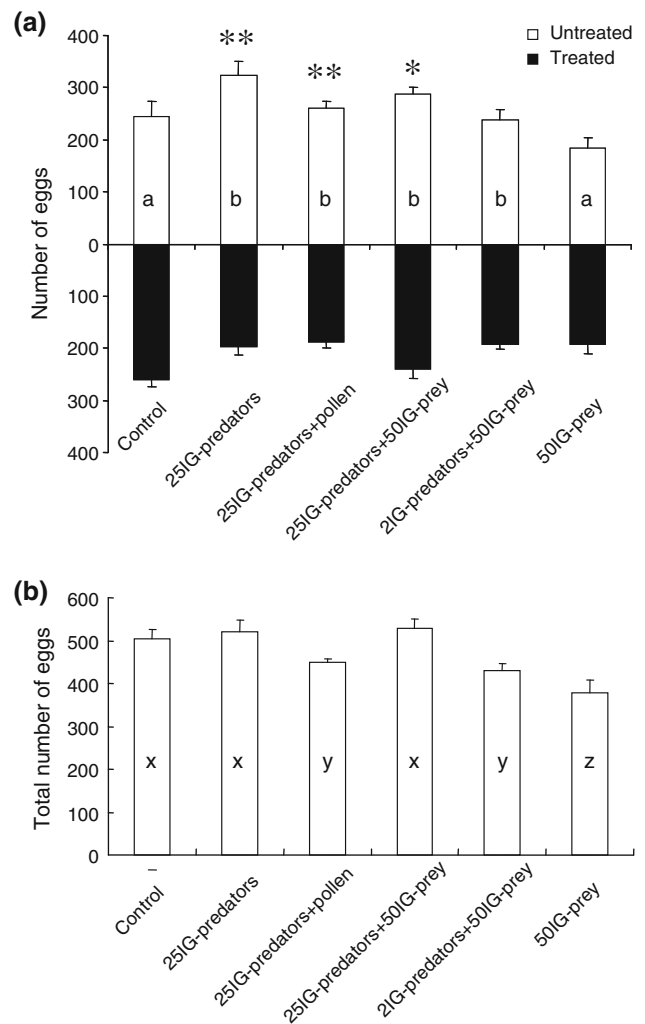 (a)
400
300
200
100
0
100
200
300
400
Number of eggs
Untreated
Treated
** ** *
a b b b b a
Control
25IG-predators
25IG-predators+pollen
25IG-predators+50IG-prey
2IG-predators+50IG-prey
50IG-prey
(b)
600
500
400
300
200
100
0
Total number of eggs
x x y x y z
Control
25IG-predators
25IG-predators+pollen
25IG-predators+50IG-prey
2IG-predators+50IG-prey
50IG-prey